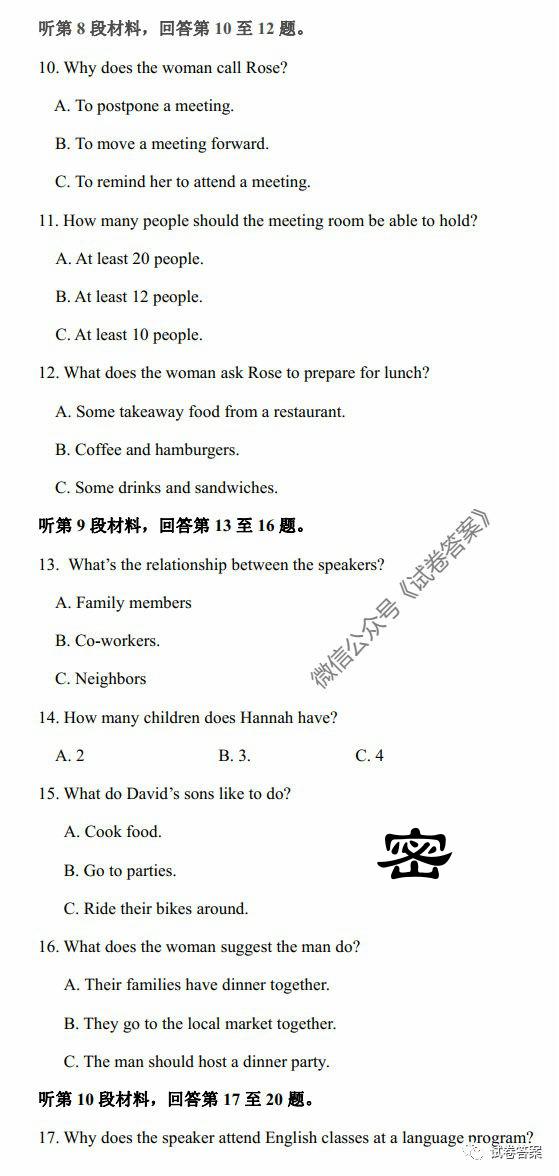 听第 8 段材料，回答第 10 至 12 题。
10. Why does the woman call Rose?
A. To postpone a meeting.
B. To move a meeting forward.
C. To remind her to attend a meeting.
11. How many people should the meeting room be able to hold?
A. At least 20 people.
B. At least 12 people.
C. At least 10 people.
12. What does the woman ask Rose to prepare for lunch?
A. Some takeaway food from a restaurant.
B. Coffee and hamburgers.
C. Some drinks and sandwiches.
听第 9 段材料，回答第 13 至 16 题。
13. What’s the relationship between the speakers?
A. Family members
B. Co-workers.
C. Neighbors
微信公众号《试卷答案》
14. How many children does Hannah have?
A. 2 B. 3. C. 4
15. What do David’s sons like to do?
A. Cook food.
密
B. Go to parties.
C. Ride their bikes around.
16. What does the woman suggest the man do?
A. Their families have dinner together.
B. They go to the local market together.
C. The man should host a dinner party.
听第 10 段材料，回答第 17 至 20 题。
17. Why does the speaker attend English classes at a language program?
试卷答案